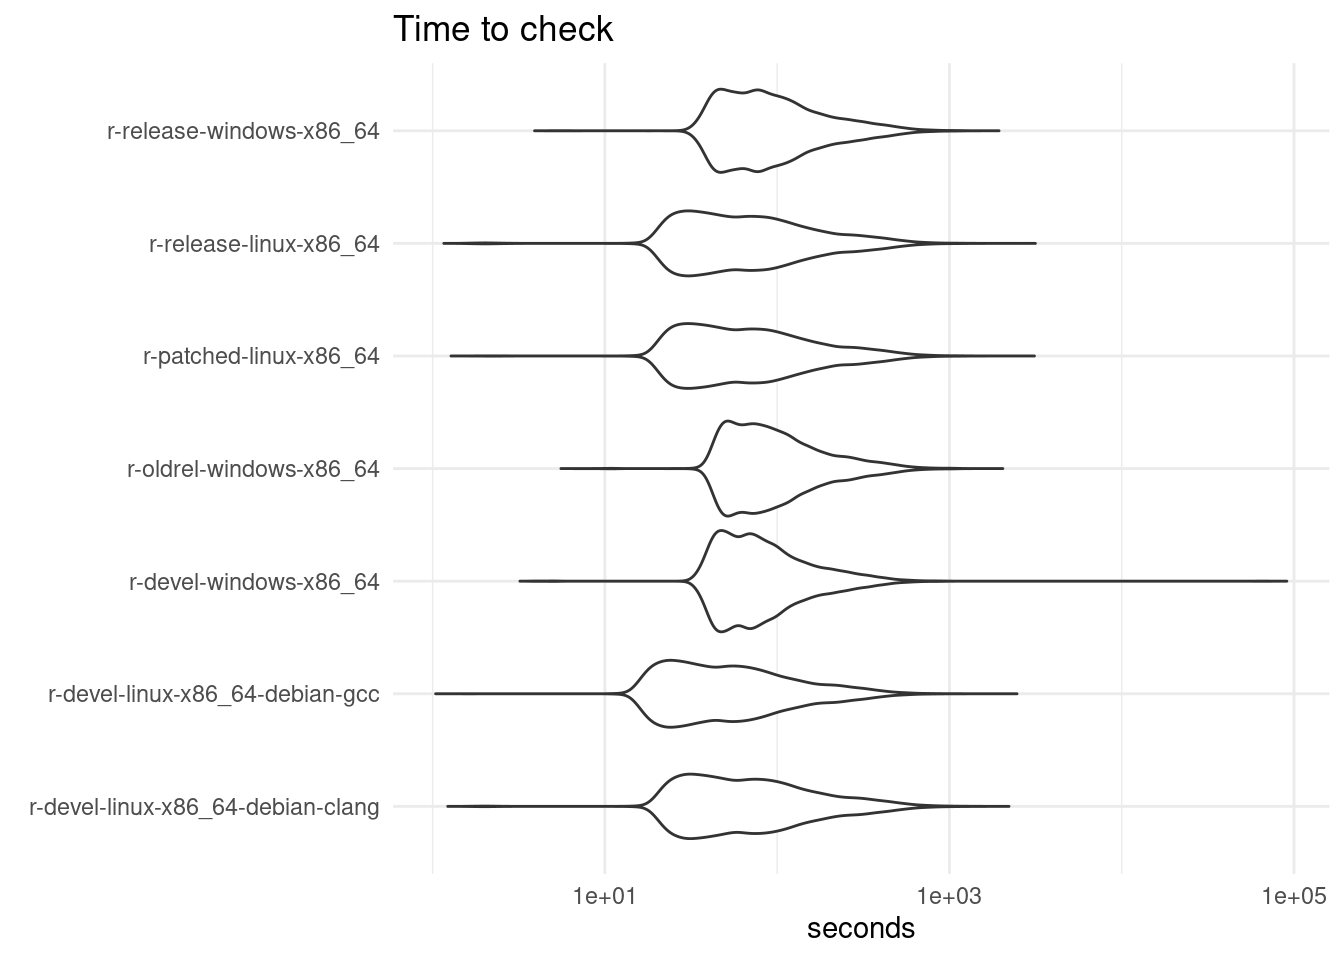 Time to check
r-release-windows-x86_64
r-release-linux-x86_64
r-patched-linux-x86_64
r-oldrel-windows-x86_64
r-devel-windows-x86_64
r-devel-linux-x86_64-debian-gcc
r-devel-linux-x86_64-debian-clang
1e+01 1e+03 1e+05
seconds